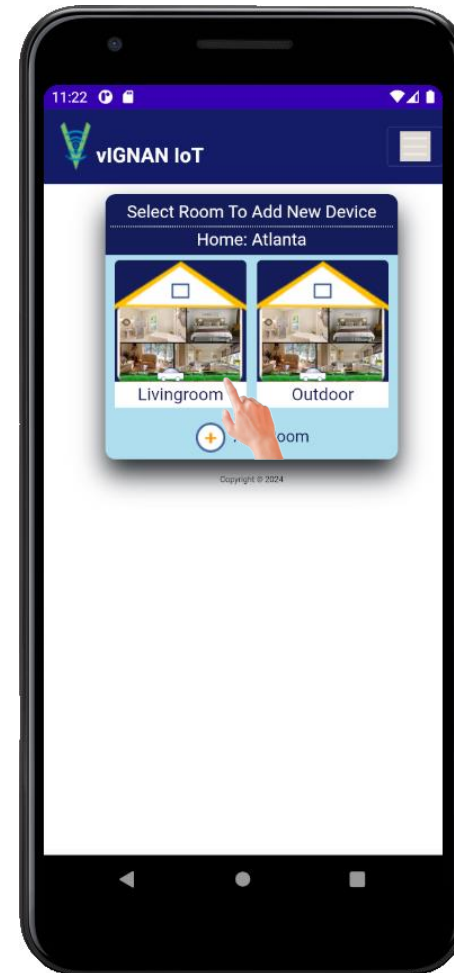 11:22
vIGNAN IoT
Select Room To Add New Device
Home: Atlanta
Livingroom
Outdoor
oom
Copyright © 2024